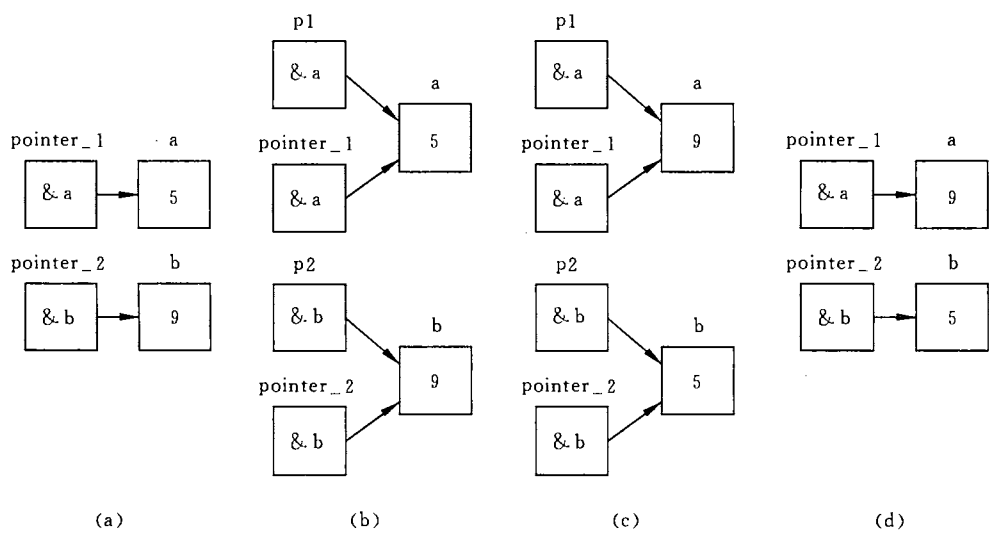 p1
p1
&a
&a
a
a
pointer_1
a
pointer_1
5
pointer_1
9
pointer_1
a
&a
5
&a
&a
&a
9
pointer_2
b
p2
p2
pointer_2
b
&b
9
&b
&b
&b
5
b
b
pointer_2
9
pointer_2
5
&b
&b
(a)
(b)
(c)
(d)